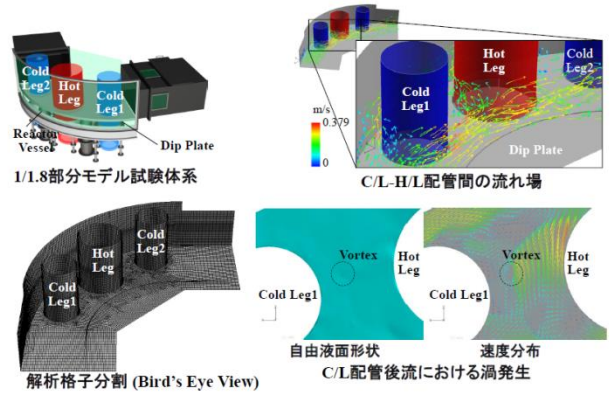 Cold
Leg2
Hot
Leg
Cold
Leg1
Reactor
Vessel
Dip Plate
1/1.8部分モデル試験体系
m/s
0.379
0
Cold
Leg1
Hot
Leg
Cold
Leg2
Dip Plate
C/L-H/L配管間の流れ場
Cold
Leg1
Hot
Leg
Cold
Leg2
解析格子分割 (Bird's Eye View)
Vortex
Hot
Leg
Cold Leg1
自由液面形状
Vortex
Hot
Leg
Cold Leg1
速度分布
C/L配管後流における渦発生